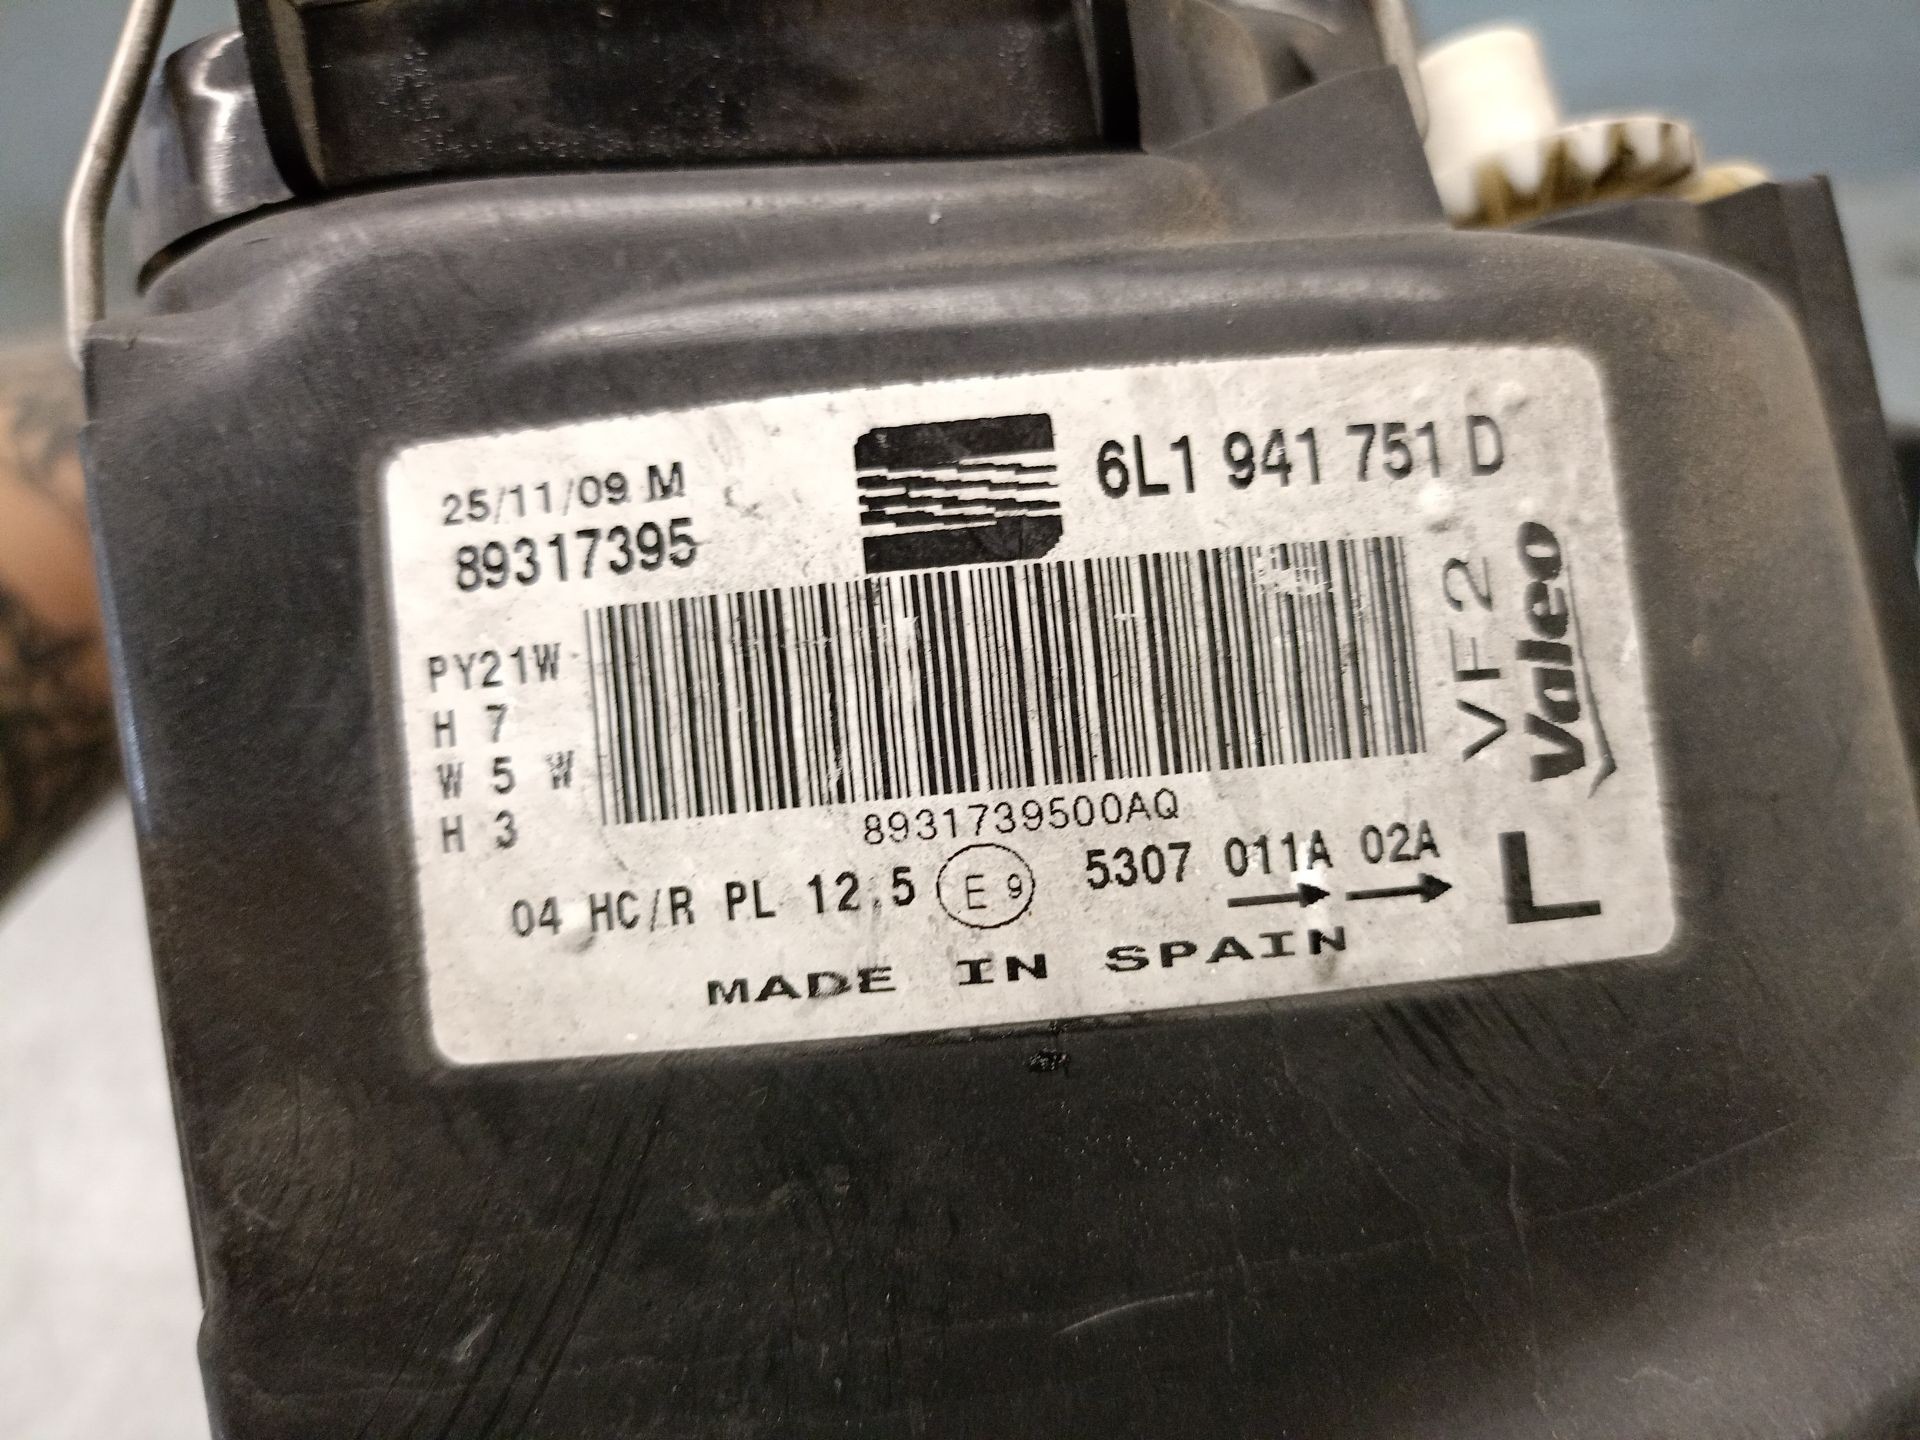 25/11/09 M
89317395
6L1 941 751 D
PY21W
H 7
W 5 W
H 3
8931739500AQ
VF2
Valeo
04 HC/R PL 12.5 E 9 5307 011A 02A
L
MADE IN SPAIN